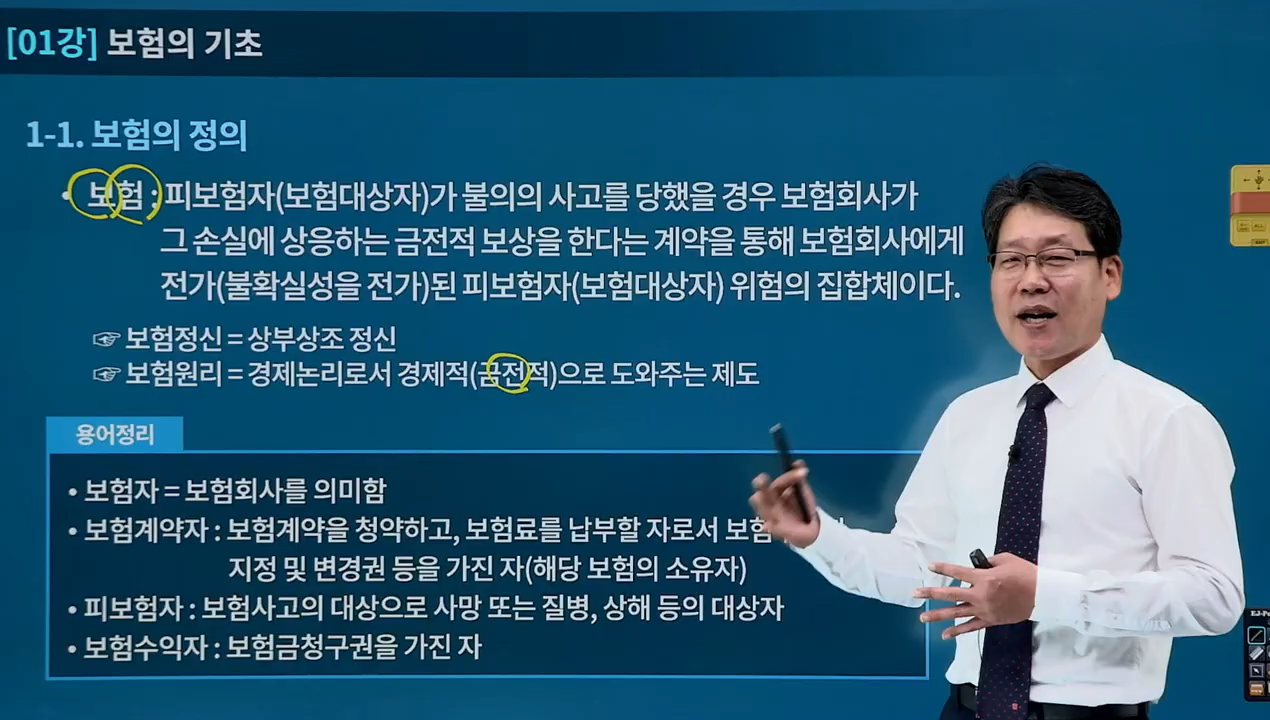 [01강] 보험의 기초
1-1. 보험의 정의
• 보험 : 피보험자(보험대상자)가 불의의 사고를 당했을 경우 보험회사가
그 손실에 상응하는 금전적 보상을 한다는 계약을 통해 보험회사에게
전가(불확실성을 전가)된 피보험자(보험대상자) 위험의 집합체이다.
☞ 보험정신 = 상부상조 정신
☞ 보험원리 = 경제논리로서 경제적(금전적)으로 도와주는 제도
용어정리
• 보험자 = 보험회사를 의미함
• 보험계약자 : 보험계약을 청약하고, 보험료를 납부할 자로서
지정 및 변경권 등을 가진 자(해당 보험의 소유자)
• 피보험자 : 보험사고의 대상으로 사망 또는 질병, 상해 등의 대상자
• 보험수익자 : 보험금청구권을 가진 자